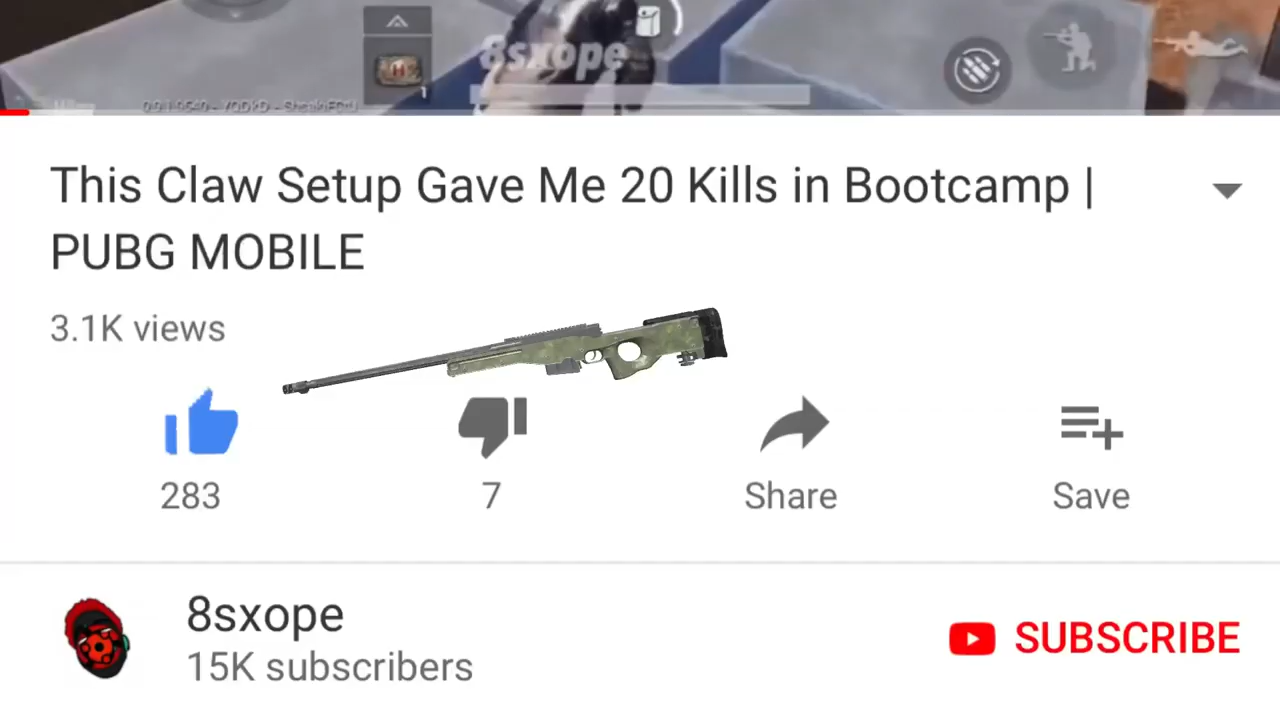 8sxope
1
This Claw Setup Gave Me 20 Kills in Bootcamp |
PUBG MOBILE
3.1K views
283
7
Share
Save
8sxope
15K subscribers
SUBSCRIBE